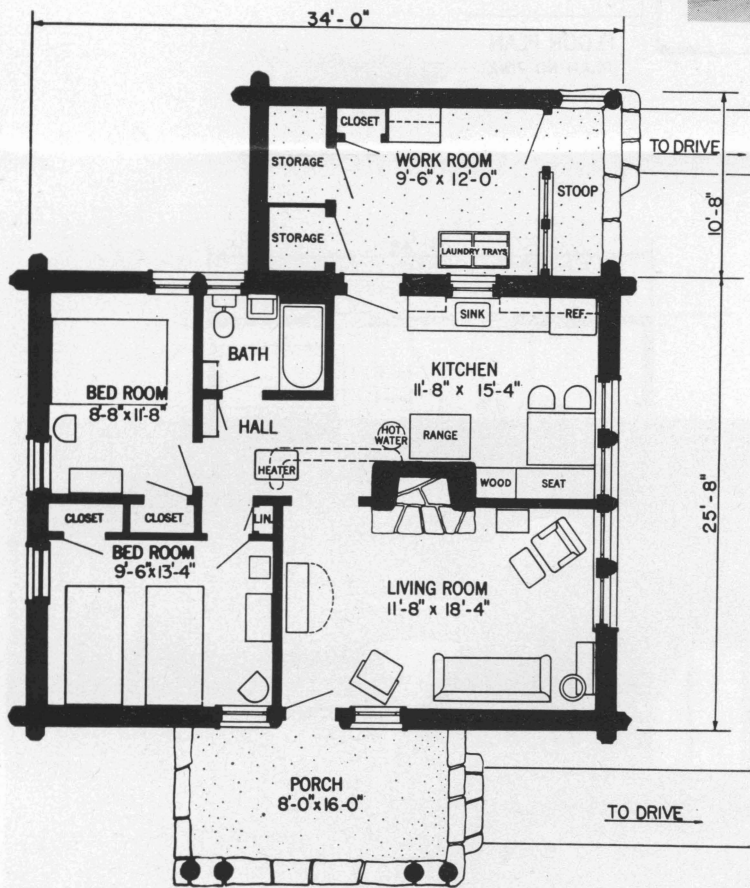 34'-0"
CLOSET
STORAGE
WORK ROOM
9'-6" x 12'-0"
TO DRIVE
STOOP
10'-8"
STORAGE
LAUNDRY TRAYS
SINK
REF.
BATH
KITCHEN
11'-8" x 15'-4"
BED ROOM
8'-8"x11'-8"
HALL
HOT
WATER
RANGE
HEATER
WOOD
SEAT
CLOSET
CLOSET
LIN.
25'-8"
BED ROOM
9'-6"x13'-4"
LIVING ROOM
11'-8" x 18'-4"
PORCH
8'-0"x16'-0"
TO DRIVE